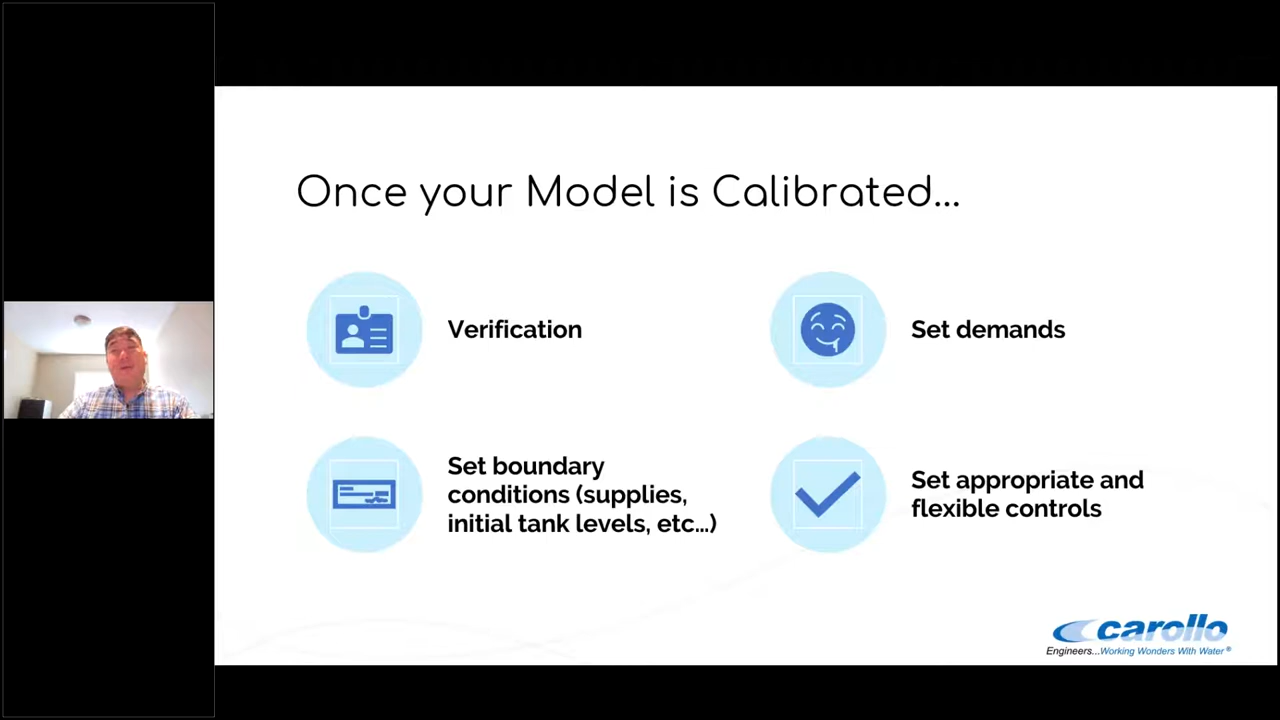 Once your Model is Calibrated...
Verification
Set demands
Set boundary
conditions (supplies,
initial tank levels, etc...)
Set appropriate and
flexible controls
carollo
Engineers...Working Wonders With Water®